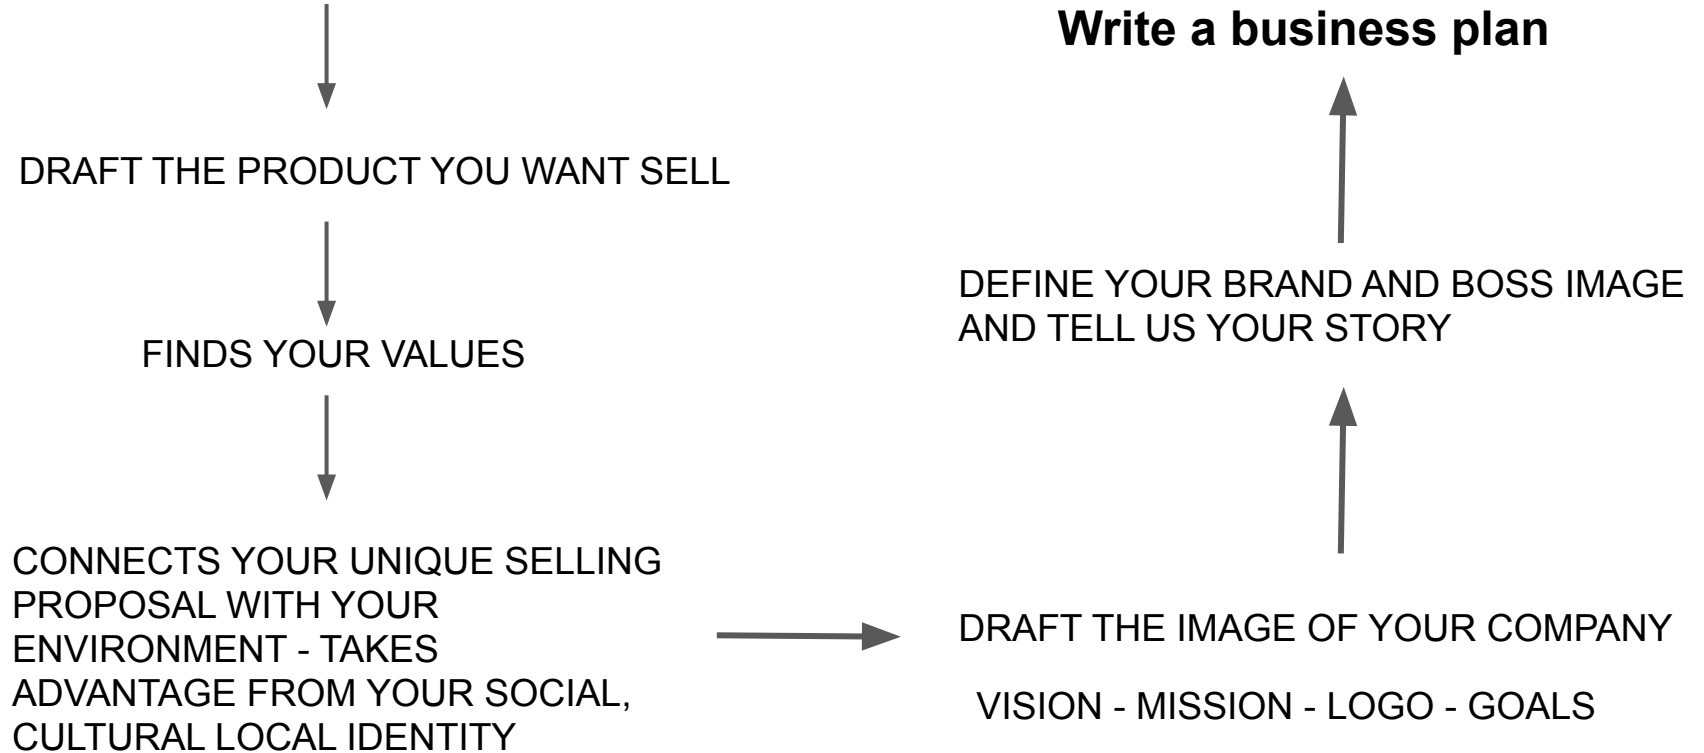 DRAFT THE PRODUCT YOU WANT SELL
FINDS YOUR VALUES
CONNECTS YOUR UNIQUE SELLING
PROPOSAL WITH YOUR
ENVIRONMENT - TAKES
ADVANTAGE FROM YOUR SOCIAL,
CULTURAL LOCAL IDENTITY
DRAFT THE IMAGE OF YOUR COMPANY
VISION - MISSION - LOGO - GOALS
DEFINE YOUR BRAND AND BOSS IMAGE
AND TELL US YOUR STORY
Write a business plan